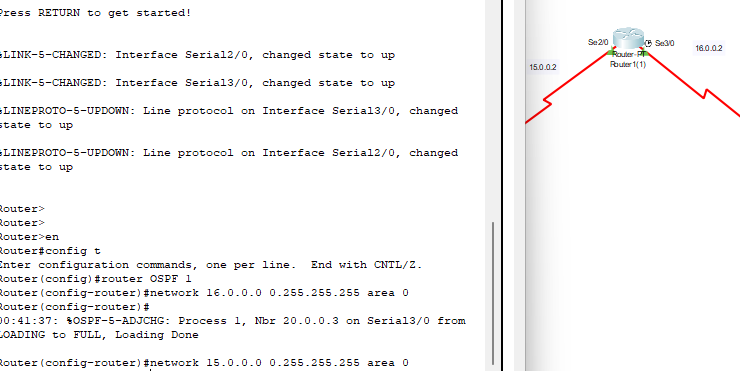 Press RETURN to get started!
%LINK-5-CHANGED: Interface Serial2/0, changed state to up
%LINK-5-CHANGED: Interface Serial3/0, changed state to up
%LINEPROTO-5-UPDOWN: Line protocol on Interface Serial3/0, changed
state to up
%LINEPROTO-5-UPDOWN: Line protocol on Interface Serial2/0, changed
state to up
Router>
Router>
Router>en
Router#config t
Enter configuration commands, one per line.  End with CNTL/Z.
Router(config)#router OSPF 1
Router(config-router)#network 16.0.0.0 0.255.255.255 area 0
Router(config-router)#
00:41:37: %OSPF-5-ADJCHG: Process 1, Nbr 20.0.0.3 on Serial3/0 from
LOADING to FULL, Loading Done
Router(config-router)#network 15.0.0.0 0.255.255.255 area 0
Se2/0
Se3/0
16.0.0.2
Router-PT
Router1(1)
15.0.0.2